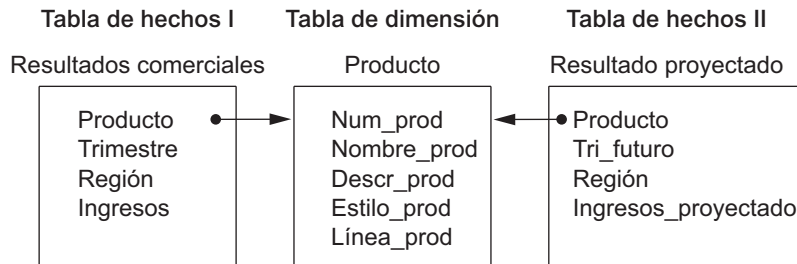 Tabla de hechos I
Tabla de dimensión
Tabla de hechos II
Resultados comerciales
Producto
Resultado proyectado
Producto
Trimestre
Región
Ingresos
Num_prod
Nombre_prod
Descr_prod
Estilo_prod
Línea_prod
Producto
Tri_futuro
Región
Ingresos_proyectado